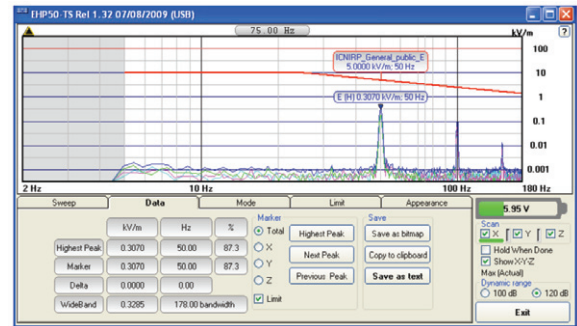 EHP50-TS Rel 1.32 07/08/2009 (USB)
75.00 Hz
kV/m
?
ICNIRP_General_public_E
5.0000 kV/m; 50 Hz
E (H) 0.3070 kV/m; 50 Hz
100
10
1
0.1
0.01
0.001
2 Hz
10 Hz
100 Hz
180 Hz
Sweep
Data
Mode
Limit
Appearance
kV/m
Hz
%
Highest Peak
0.3070
50.00
87.3
Marker
0.3070
50.00
87.3
Delta
0.0000
0.00
WideBand
0.3285
178.00 bandwidth
Marker
Total
X
Y
Z
Limit
Highest Peak
Next Peak
Previous Peak
Save
Save as bitmap
Copy to clipboard
Save as text
5.95 V
Scan
X
Y
Z
Hold When Done
Show X-Y-Z
Max (Actual)
Dynamic range
100 dB
120 dB
Exit